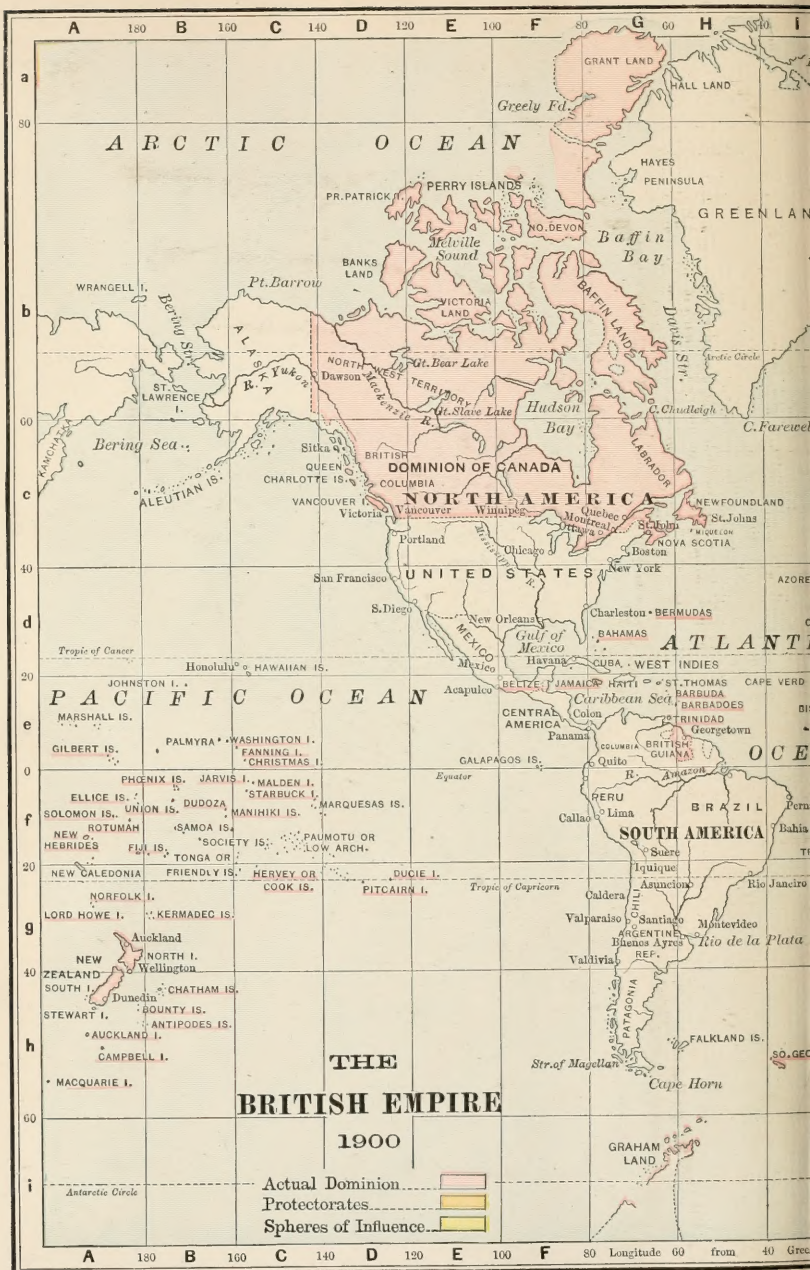 A 180 B 160 C 140 D 120 E 100 F 80 G 60 H 40 I
a
GRANT LAND
HALL LAND
Greely Fd.
80
ARCTIC OCEAN
HAYES
PENINSULA
PERRY ISLANDS
PR. PATRICK
GREENLAN
NO. DEVON
Baffin
Bay
Melville
Sound
BANKS
LAND
Pt. Barrow
WRANGELL I.
BAFFIN LAND
VICTORIA
LAND
b
Bering Str.
Davis Str.
ALASKA
Arctic Circle
NORTH WEST TERRITORY
Gt. Bear Lake
R. Yukon
Dawson
Mackenzie R.
ST.
LAWRENCE
I.
Gt. Slave Lake
Hudson
Bay
C. Chudleigh
60
C. Farewel
KAMCHATKA
Bering Sea
Sitka
BRITISH
COLUMBIA
LABRADOR
QUEEN
CHARLOTTE IS.
DOMINION OF CANADA
ALEUTIAN IS.
c
NORTH AMERICA
VANCOUVER I.
NEWFOUNDLAND
Victoria
Vancouver
Winnipeg
Quebec
Montreal
Ottawa
St. John
St. Johns
MIQUELON
NOVA SCOTIA
Portland
Mississippi R.
Chicago
Boston
40
San Francisco
UNITED STATES
New York
AZORE
S. Diego
Charleston
BERMUDAS
d
New Orleans
MEXICO
Gulf of
Mexico
BAHAMAS
ATLANTI
Tropic of Cancer
Honolulu
HAWAIIAN IS.
Mexico
Havana
CUBA
WEST INDIES
20
JOHNSTON I.
Acapulco
BELIZE
JAMAICA
HAITI
ST. THOMAS
CAPE VERD
PACIFIC OCEAN
Caribbean Sea
BARBUDA
BARBADOES
MARSHALL IS.
CENTRAL
AMERICA
Colon
TRINIDAD
e
PALMYRA
WASHINGTON I.
Panama
Georgetown
GILBERT IS.
FANNING I.
CHRISTMAS I.
GALAPAGOS IS.
COLUMBIA
BRITISH
GUIANA
OCE
0
Equator
Quito
R. Amazon
PHOENIX IS.
JARVIS I.
MALDEN I.
STARBUCK I.
ELLICE IS.
UNION IS.
DUDOZA
MARQUESAS IS.
PERU
BRAZIL
f
SOLOMON IS.
MANIHIKI IS.
Callao
Lima
Pern
ROTUMAH
SAMOA IS.
NEW
HEBRIDES
FIJI IS.
SOCIETY IS.
PAUMOTU OR
LOW ARCH.
SOUTH AMERICA
Bahia
TONGA OR
FRIENDLY IS.
Sucre
20
NEW CALEDONIA
HERVEY OR
COOK IS.
DUCIE I.
PITCAIRN I.
Tropic of Capricorn
Iquique
Asuncion
Rio Janeiro
NORFOLK I.
Caldera
LORD HOWE I.
KERMADEC IS.
CHILI
Valparaiso
Santiago
Montevideo
g
Auckland
ARGENTINE
REP.
Buenos Ayres
Rio de la Plata
NEW
ZEALAND
NORTH I.
Wellington
Valdivia
40
SOUTH I.
CHATHAM IS.
Dunedin
STEWART I.
BOUNTY IS.
ANTIPODES IS.
PATAGONIA
AUCKLAND I.
h
CAMPBELL I.
FALKLAND IS.
SO. GEO
Str. of Magellan
MACQUARIE I.
Cape Horn
THE
BRITISH EMPIRE
1900
60
GRAHAM
LAND
i
Antarctic Circle
Actual Dominion
Protectorates
Spheres of Influence
A 180 B 160 C 140 D 120 E 100 F 80 Longitude 60 from 40 Gree